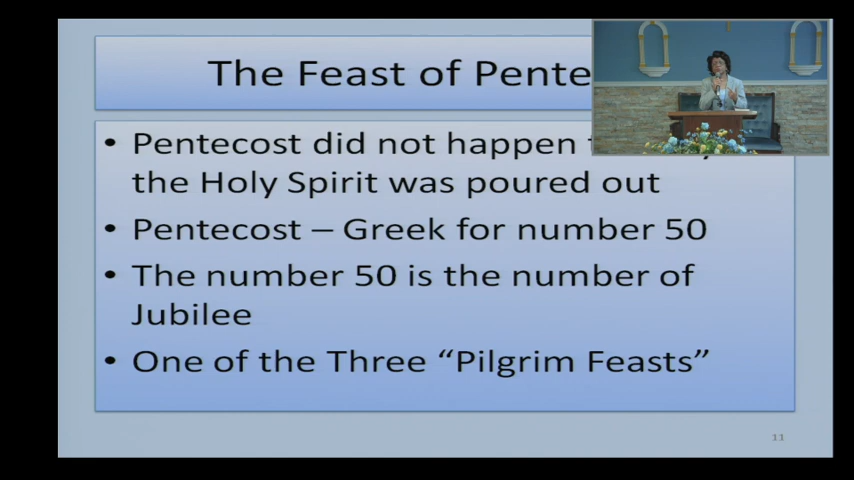 The Feast of Pente
• Pentecost did not happen
the Holy Spirit was poured out
• Pentecost – Greek for number 50
• The number 50 is the number of
Jubilee
• One of the Three “Pilgrim Feasts”
11